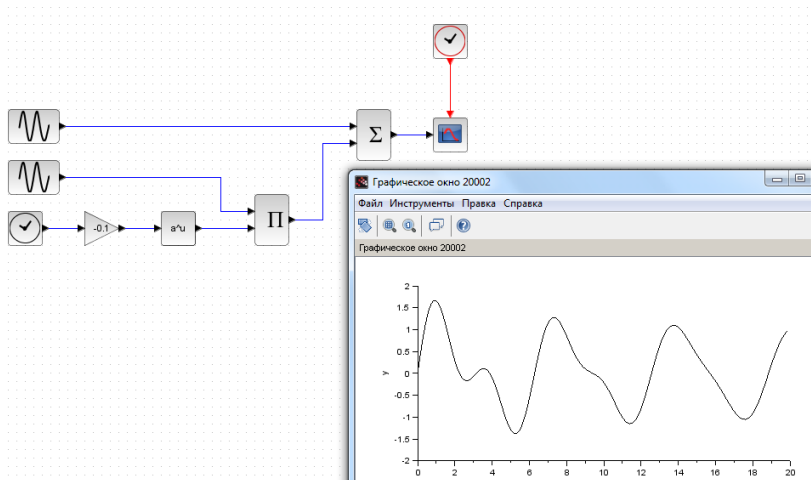 Σ
-0.1
a^u
Π
Графическое окно 20002
Файл Инструменты Правка Справка
Графическое окно 20002
2
1.5
1
0.5
0
-0.5
-1
-1.5
-2
y
0 2 4 6 8 10 12 14 16 18 20